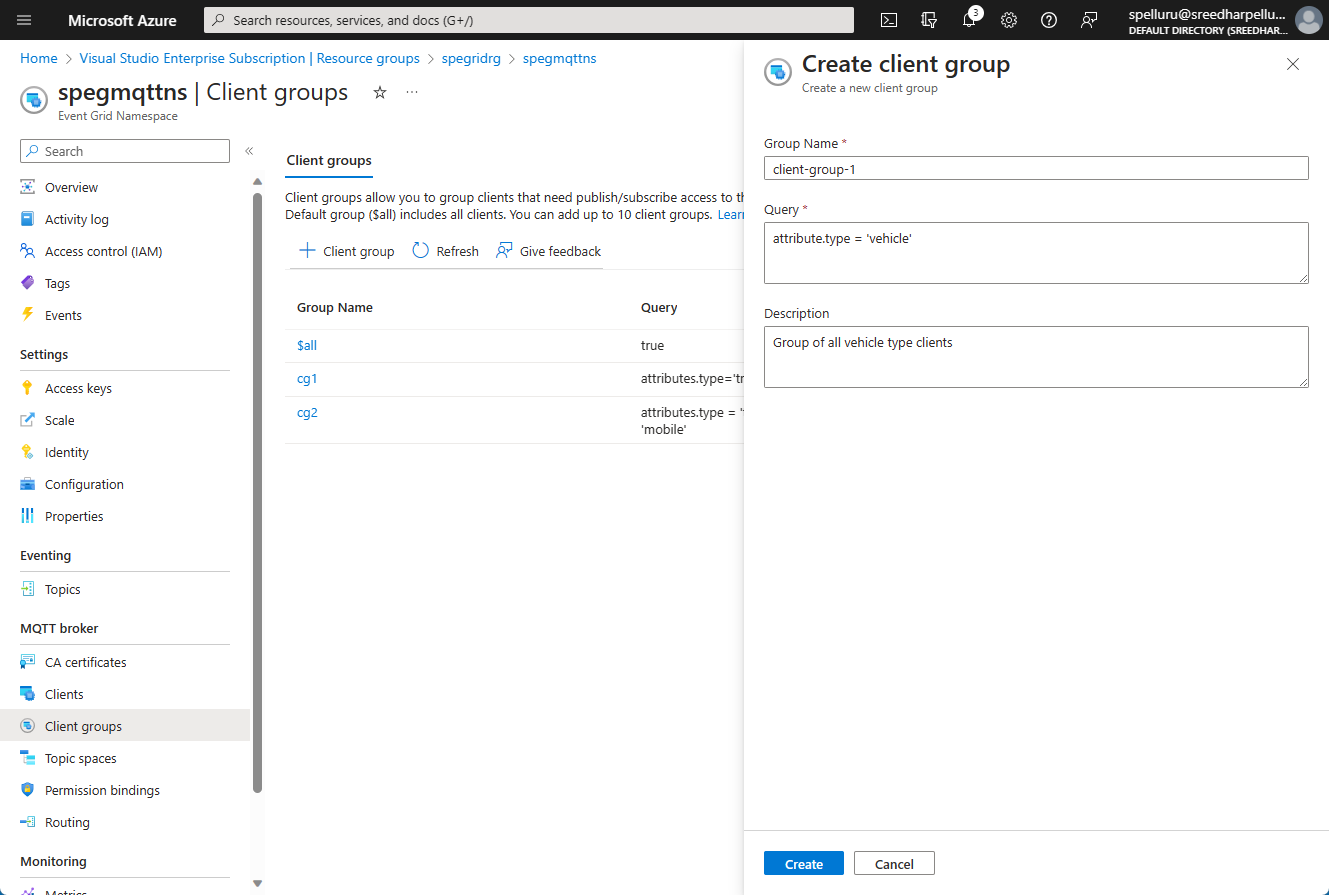 Microsoft Azure
Search resources, services, and docs (G+/)
3
spelluru@sreedharpellu...
DEFAULT DIRECTORY (SREEDHAR...
Home > Visual Studio Enterprise Subscription | Resource groups > spegridrg > spegmqttns
spegmqttns | Client groups
Event Grid Namespace
Search
Overview
Activity log
Access control (IAM)
Tags
Events
Settings
Access keys
Scale
Identity
Configuration
Properties
Eventing
Topics
MQTT broker
CA certificates
Clients
Client groups
Topic spaces
Permission bindings
Routing
Monitoring
Metrics
Client groups
Client groups allow you to group clients that need publish/subscribe access to
Default group ($all) includes all clients. You can add up to 10 client groups.
Client group Refresh Give feedback
Group Name Query
$all true
cg1 attributes.type='tr
cg2 attributes.type = '
'mobile'
Create client group
Create a new client group
Group Name *
client-group-1
Query *
attribute.type = 'vehicle'
Description
Group of all vehicle type clients
Create Cancel